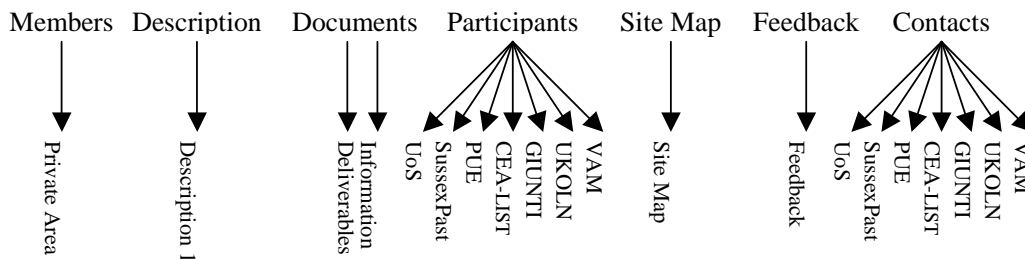 Members Description Documents Participants Site Map Feedback Contacts
Private Area
Description 1
Deliverables
Information
UoS
SussexPast
PUE
CEA-LIST
GIUNTI
UKOLN
VAM
Site Map
Feedback
UoS
SussexPast
PUE
CEA-LIST
GIUNTI
UKOLN
VAM